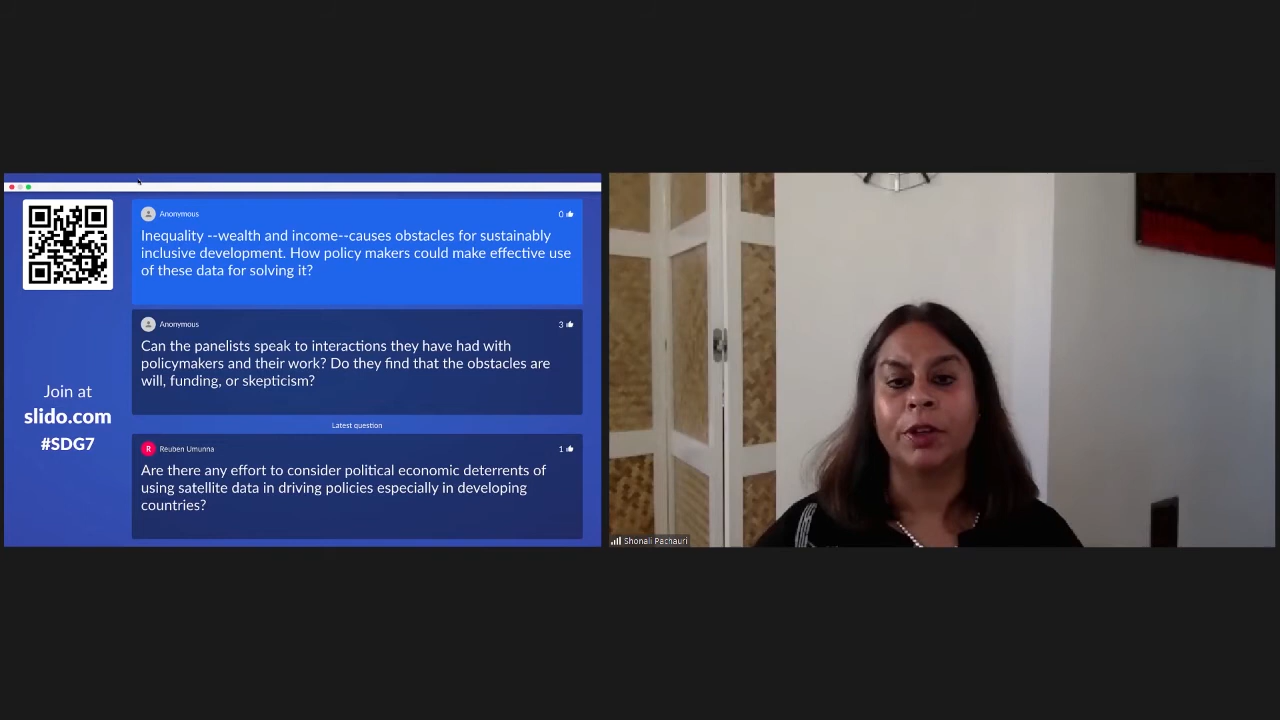 Anonymous
0
Inequality --wealth and income--causes obstacles for sustainably
inclusive development. How policy makers could make effective use
of these data for solving it?
Anonymous
3
Can the panelists speak to interactions they have had with
policymakers and their work? Do they find that the obstacles are
will, funding, or skepticism?
Join at
slido.com
#SDG7
Latest question
R
Reuben Umunna
1
Are there any effort to consider political economic deterrents of
using satellite data in driving policies especially in developing
countries?
Shonali Pachauri